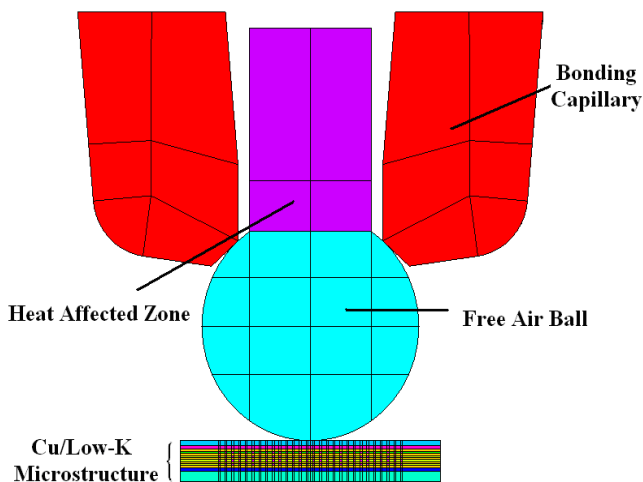 Bonding
Capillary
Heat Affected Zone
Free Air Ball
Cu/Low-K
Microstructure